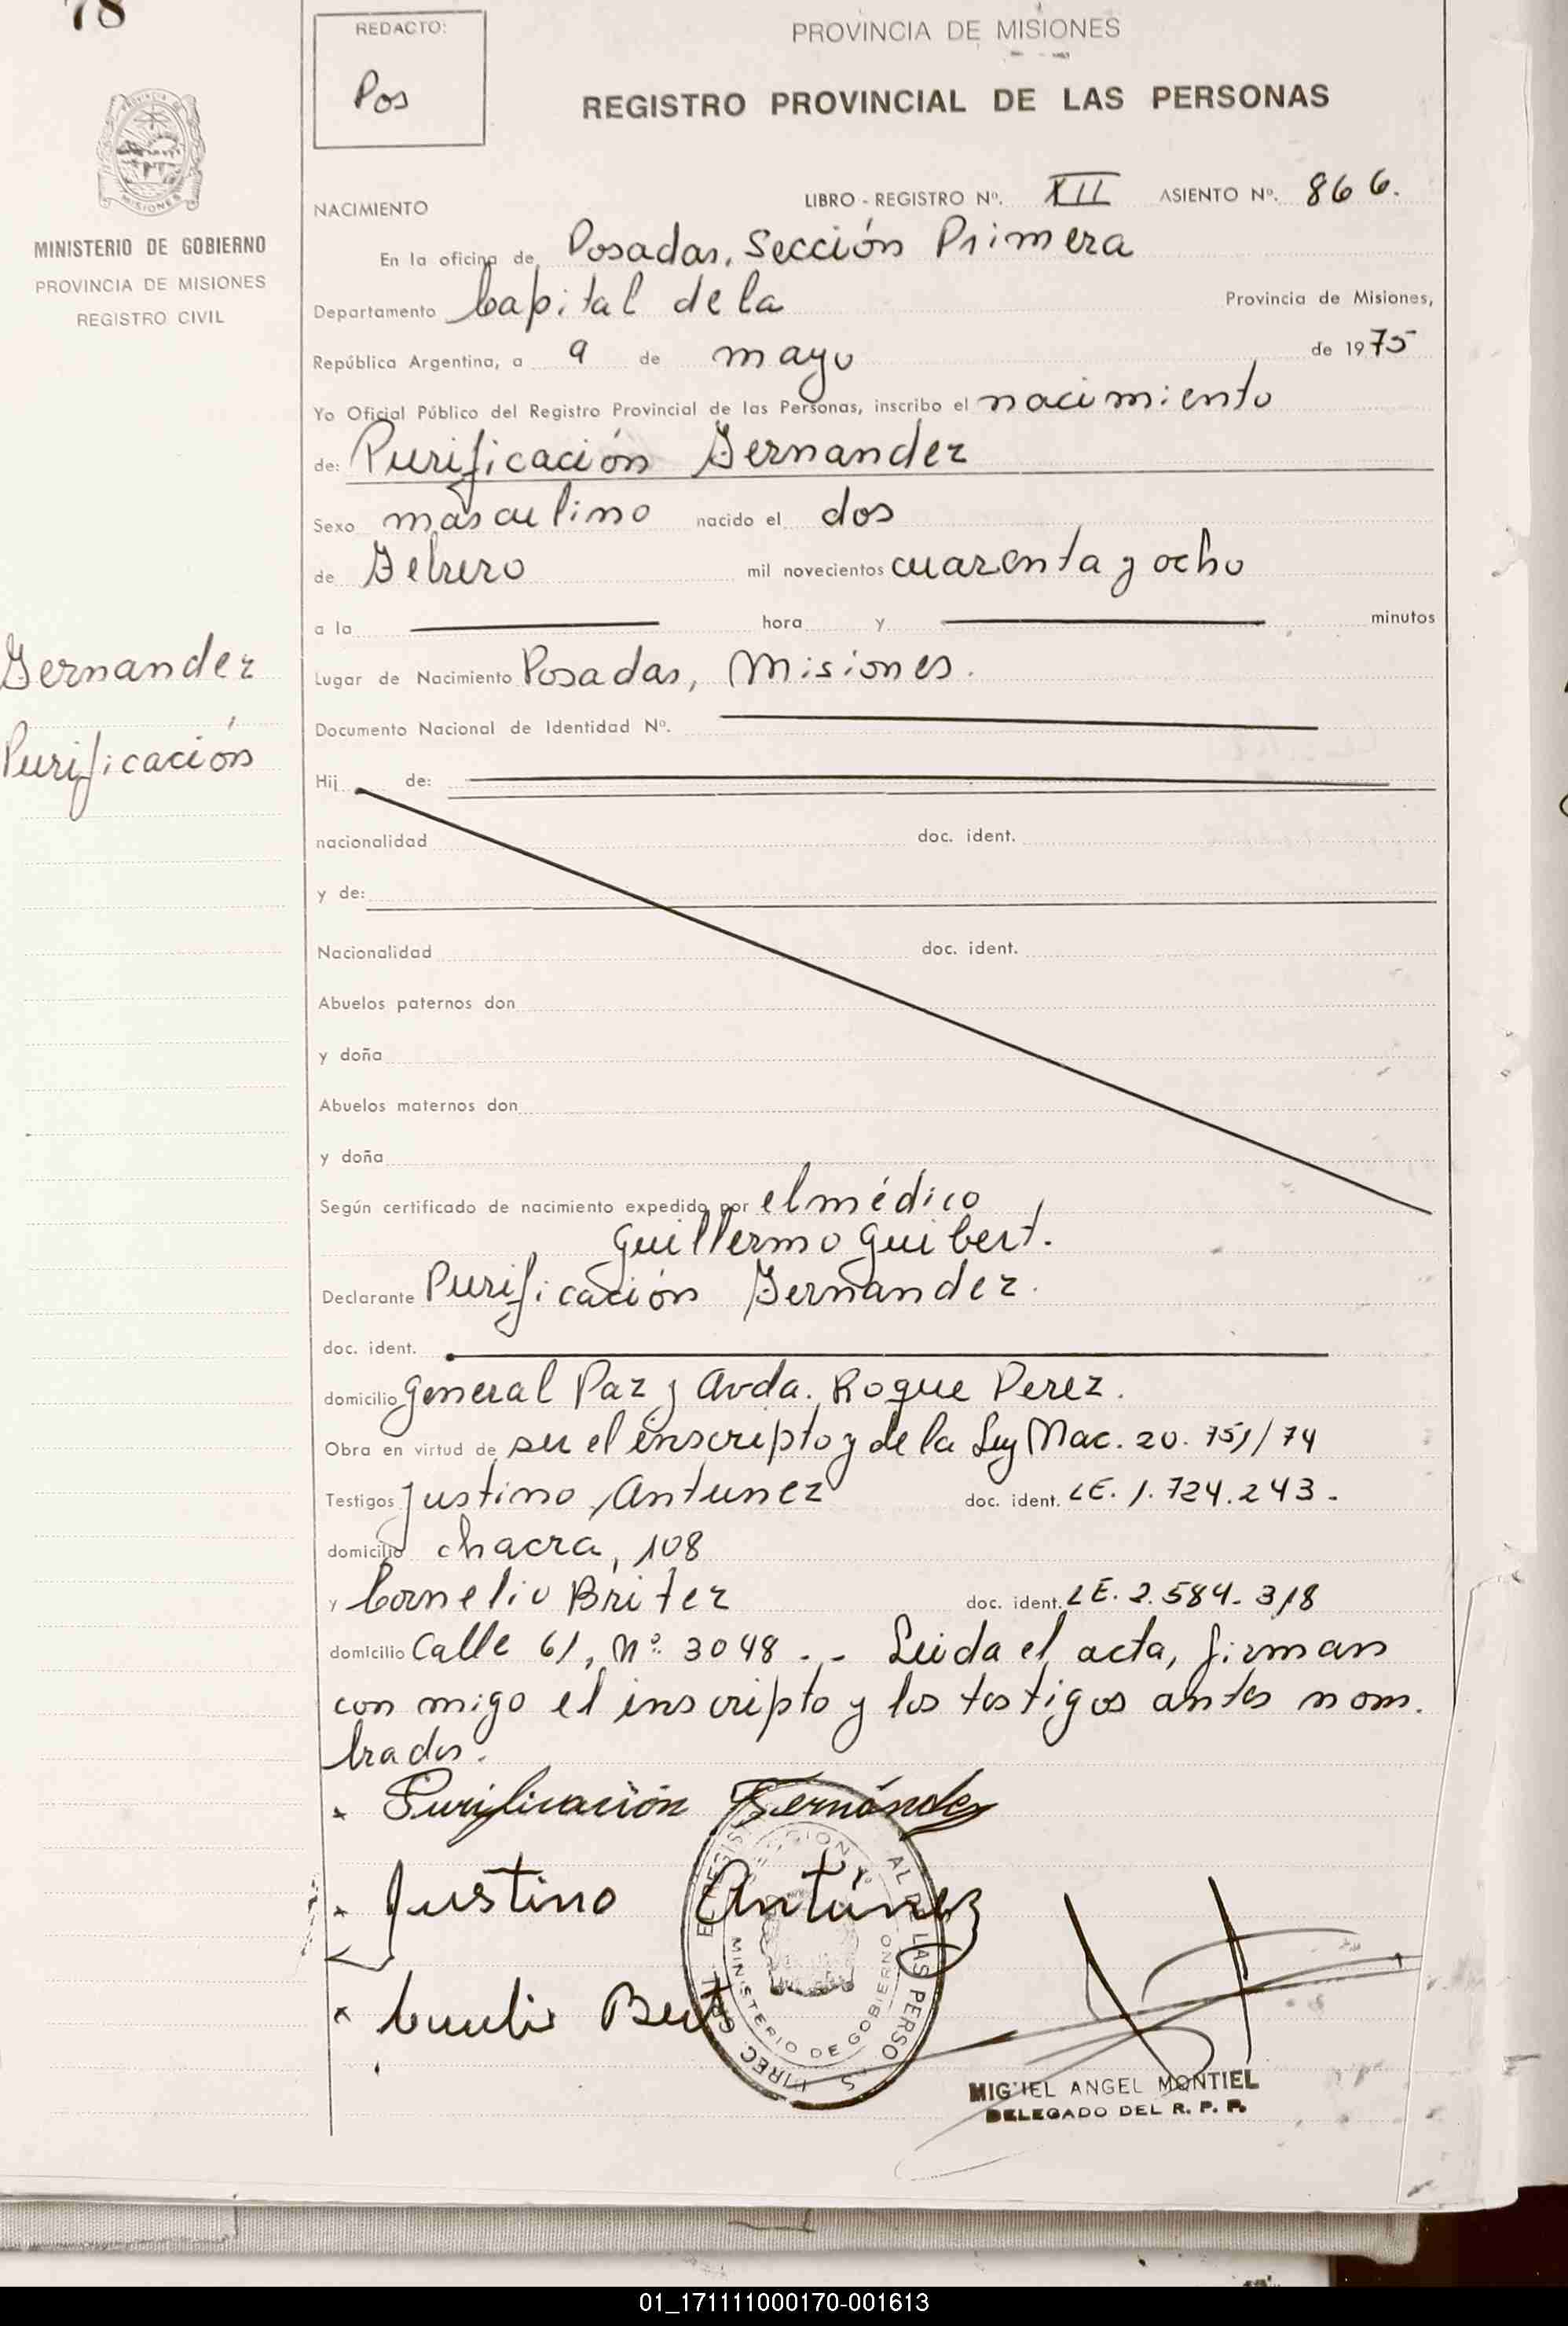 78
REDACTO:
Pos
PROVINCIA DE MISIONES
REGISTRO PROVINCIAL DE LAS PERSONAS
MISIONES
MINISTERIO DE GOBIERNO
PROVINCIA DE MISIONES
REGISTRO CIVIL
NACIMIENTO
LIBRO - REGISTRO Nº. XII ASIENTO Nº. 866.
En la oficina de Posadas, Sección Primera
Departamento Capital de la Provincia de Misiones,
República Argentina, a 9 de mayo de 1975
Yo Oficial Público del Registro Provincial de las Personas, inscribo el nacimiento
de: Purificación Fernandez
Sexo masculino nacido el dos
de Febrero mil novecientos cuarenta y ocho
a la hora y minutos
Fernandez
Purificación
Lugar de Nacimiento Posadas, Misiones.
Documento Nacional de Identidad Nº.
Hij de:
nacionalidad doc. ident.
y de:
Nacionalidad doc. ident.
Abuelos paternos don
y doña
Abuelos maternos don
y doña
Según certificado de nacimiento expedido por el médico
Guillermo Guibert.
Declarante Purificación Fernandez.
doc. ident.
domicilio General Paz y Avda. Roque Perez.
Obra en virtud de ser el inscripto y de la Ley Nac. 20.751/74
Testigos Justino Antunez doc. ident. LE. 1.724.243.-
domicilio chacra, 108
y Cornelio Britez doc. ident. LE. 2.584.318
domicilio Calle 61, Nº 3048.- Leida el acta, firman
con migo el inscripto y los testigos antes nom.
brados.
Purificación Fernández
Justino Antúnez
MINISTERIO DE GOBIERNO
MIGUEL ANGEL MONTIEL
DELEGADO DEL R. P. P.
01_171111000170-001613